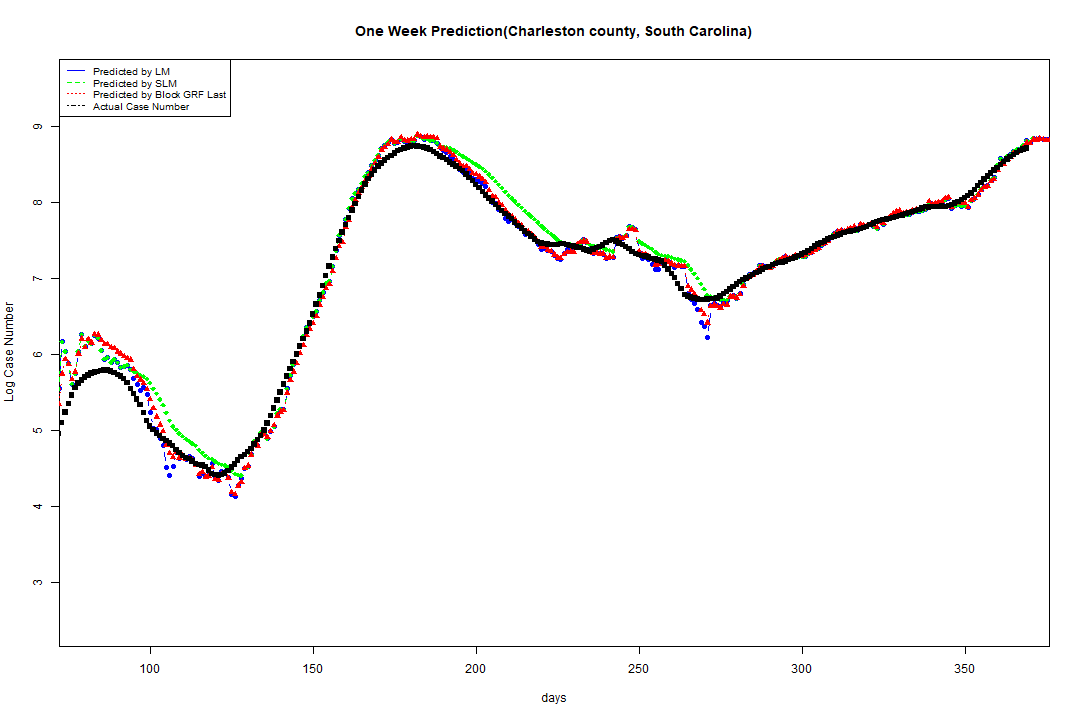 One Week Prediction(Charleston county, South Carolina)
Predicted by LM
Predicted by SLM
Predicted by Block GRF Last
Actual Case Number
9
8
7
6
5
4
3
Log Case Number
100 150 200 250 300 350
days